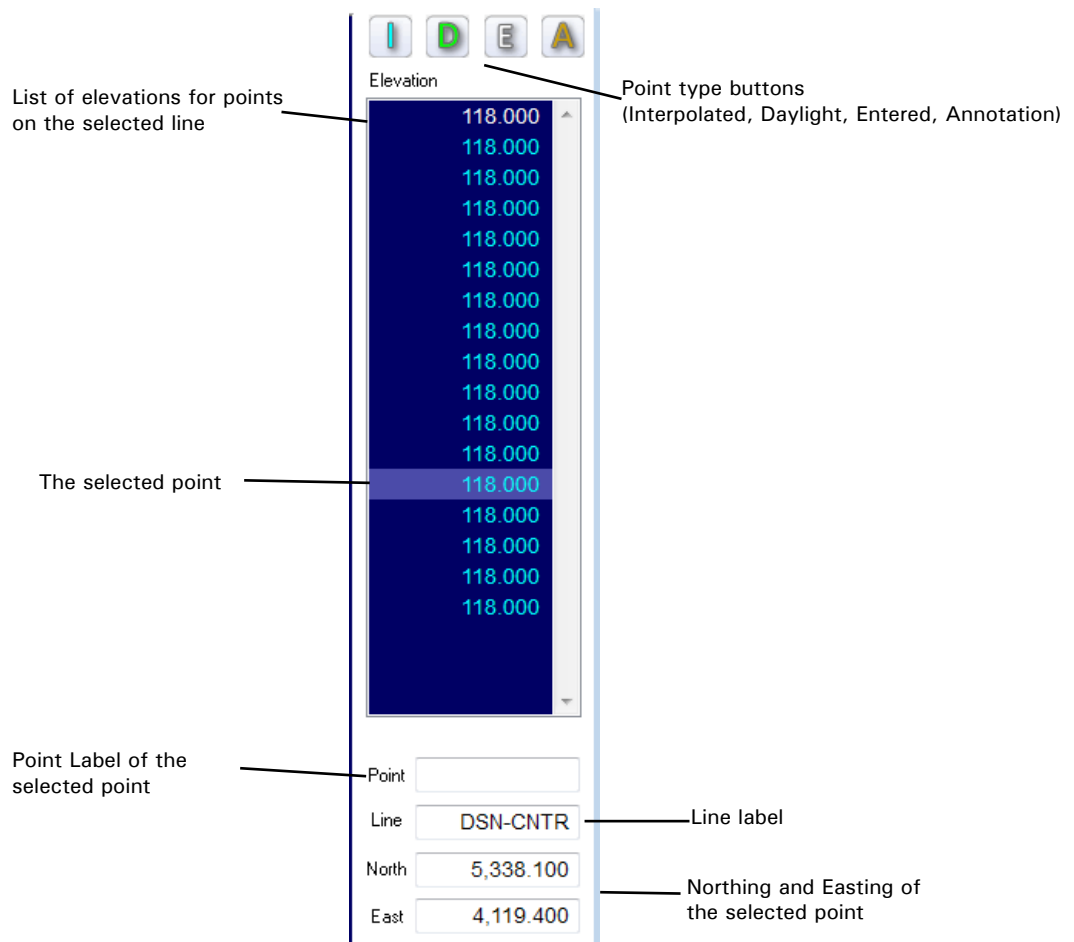 I D E A
Elevation
List of elevations for points
on the selected line
Point type buttons
(Interpolated, Daylight, Entered, Annotation)
118.000
118.000
118.000
118.000
118.000
118.000
118.000
118.000
118.000
118.000
118.000
118.000
The selected point
118.000
118.000
118.000
118.000
118.000
Point Label of the
selected point
Point
Line DSN-CNTR
Line label
North 5,338.100
East 4,119.400
Northing and Easting of
the selected point